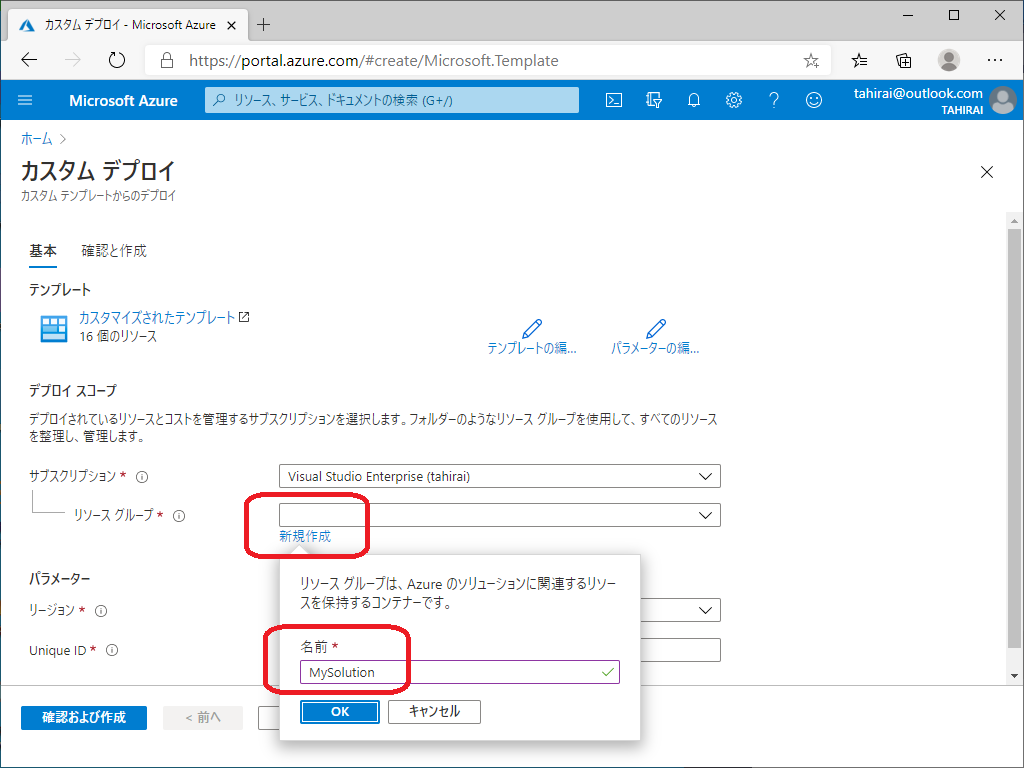 カスタム デプロイ - Microsoft Azure
https://portal.azure.com/#create/Microsoft.Template
Microsoft Azure
リソース、サービス、ドキュメントの検索 (G+/)
tahirai@outlook.com
TAHIRAI
ホーム >
カスタム デプロイ
カスタム テンプレートからのデプロイ
基本 確認と作成
テンプレート
カスタマイズされたテンプレート
16 個のリソース
テンプレートの編... パラメーターの編...
デプロイ スコープ
デプロイされているリソースとコストを管理するサブスクリプションを選択します。フォルダーのようなリソース グループを使用して、すべてのリソース
を整理し、管理します。
サブスクリプション * Visual Studio Enterprise (tahirai)
リソース グループ *
新規作成
リソース グループは、Azure のソリューションに関連するリソー
スを保持するコンテナーです。
名前 *
MySolution
OK キャンセル
パラメーター
リージョン *
Unique ID *
確認および作成 < 前へ